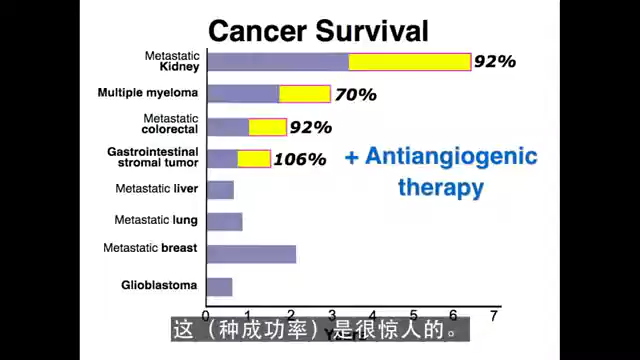 Cancer Survival
Metastatic
Kidney
92%
Multiple myeloma
70%
Metastatic
colorectal
92%
Gastrointestinal
stromal tumor
106%
+ Antiangiogenic
therapy
Metastatic liver
Metastatic lung
Metastatic breast
Glioblastoma
0 1 2 3 4 5 6 7
这（种成功率）是很惊人的。